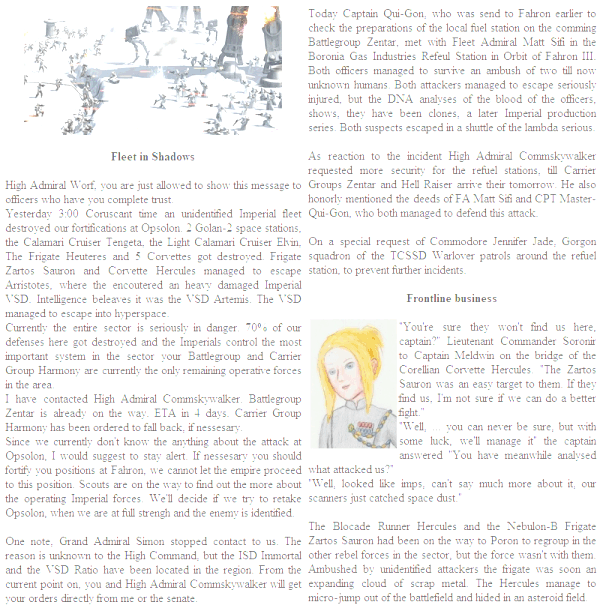 Fleet in Shadows
High Admiral Worf, you are just allowed to show this message to
officers who have you complete trust.
Yesterday 3:00 Coruscant time an unidentified Imperial fleet
destroyed our fortifications at Opsolon. 2 Golan-2 space stations,
the Calamari Cruiser Tengeta, the Light Calamari Cruiser Elvin,
The Frigate Heuteres and 5 Corvettes got destroyed. Frigate
Zartos Sauron and Corvette Hercules managed to escape
Arristotes, where the encoutered an heavy damaged Imperial
VSD. Intelligence beleaves it was the VSD Artemis. The VSD
managed to escape into hyperspace.
Currently the entire sector is seriously in danger. 70% of our
defenses here got destroyed and the Imperials control the most
important system in the sector your Battlegroup and Carrier
Group Harmony are currently the only remaining operative forces
in the area.
I have contacted High Admiral Commskywalker. Battlegroup
Zentar is already on the way. ETA in 4 days. Carrier Group
Harmony has been ordered to fall back, if nessesary.
Since we currently don't know the anything about the attack at
Opsolon, I would suggest to stay alert. If nessesary you should
fortify you positions at Fahron, we cannot let the empire proceed
to this position. Scouts are on the way to find out the more about
the operating Imperial forces. We'll decide if we try to retake
Opsolon, when we are at full strengh and the enemy is identified.
One note, Grand Admiral Simon stopped contact to us. The
reason is unknown to the High Command, but the ISD Immortal
and the VSD Ratio have been located in the region. From the
current point on, you and High Admiral Commskywalker will get
your orders directly from me or the senate.
Today Captain Qui-Gon, who was send to Fahron earlier to
check the preparations of the local fuel station on the comming
Battlegroup Zentar, met with Fleet Admiral Matt Sifi in the
Boronia Gas Industries Refeul Station in Orbit of Fahron III.
Both officers managed to survive an ambush of two till now
unknown humans. Both attackers managed to escape seriously
injured, but the DNA analyses of the blood of the officers,
shows, they have been clones, a later Imperial production
series. Both suspects escaped in a shuttle of the lambda serious.
As reaction to the incident High Admiral Commskywalker
requested more security for the refuel stations, till Carrier
Groups Zentar and Hell Raiser arrive their tomorrow. He also
honorly mentioned the deeds of FA Matt Sifi and CPT Master-
Qui-Gon, who both managed to defend this attack.
On a special request of Commodore Jennifer Jade, Gorgon
squadron of the TCSSD Warlover patrols around the refuel
station, to prevent further incidents.
Frontline business
"You're sure they won't find us here,
captain?" Lieutenant Commander Soronir
to Captain Meldwin on the bridge of the
Corellian Corvette Hercules. "The Zartos
Sauron was an easy target to them. If they
find us, I'm not sure if we can do a better
fight."
"Well, ... you can never be sure, but with
some luck, we'll manage it" the captain
answered "You have meanwhile analysed
what attacked us?"
"Well, looked like imps, can't say much more about it, our
scanners just catched space dust."
The Blocade Runner Hercules and the Nebulon-B Frigate
Zartos Sauron had been on the way to Poron to regroup in the
other rebel forces in the sector, but the force wasn't with them.
Ambushed by unidentified attackers the frigate was soon an
expanding cloud of scrap metal. The Hercules manage to
micro-jump out of the battlefield and hided in an asteroid field.